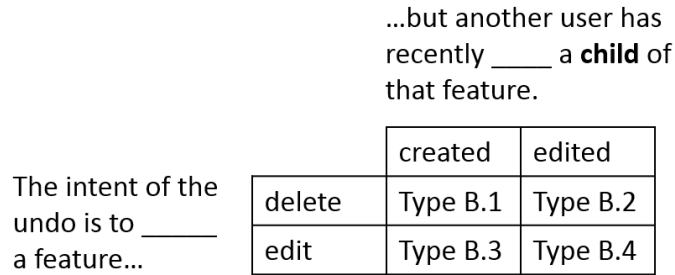 ...but another user has
recently _____ a child of
that feature.
created edited
The intent of the
undo is to ______
a feature...
delete Type B.1 Type B.2
edit Type B.3 Type B.4